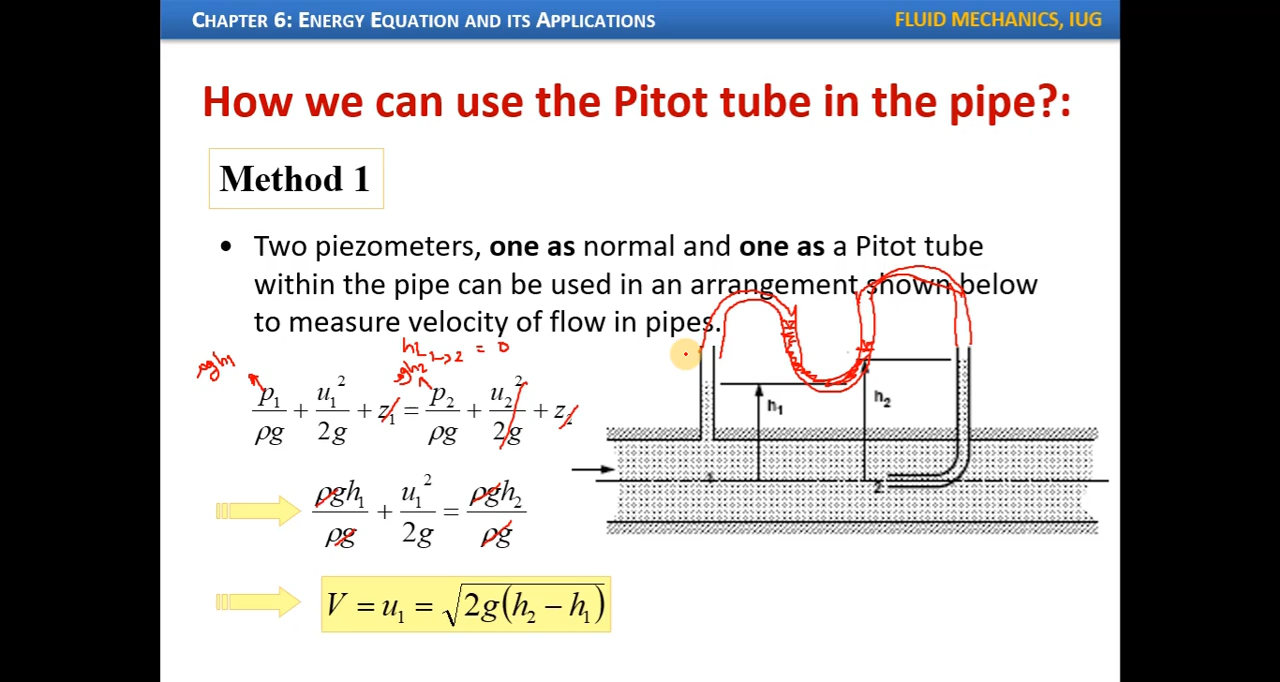 CHAPTER 6: ENERGY EQUATION AND ITS APPLICATIONS
FLUID MECHANICS, IUG
How we can use the Pitot tube in the pipe?:
Method 1
• Two piezometers, one as normal and one as a Pitot tube
within the pipe can be used in an arrangement shown below
to measure velocity of flow in pipes.
hL 1→2 = 0
ρgh1
ρgh2
p₁/ρg + u₁²/2g + z₁ = p₂/ρg + u₂²/2g + z₂
ρgh₁/ρg + u₁²/2g = ρgh₂/ρg
V = u₁ = √2g(h₂ − h₁)
h₁
h₂
1
2